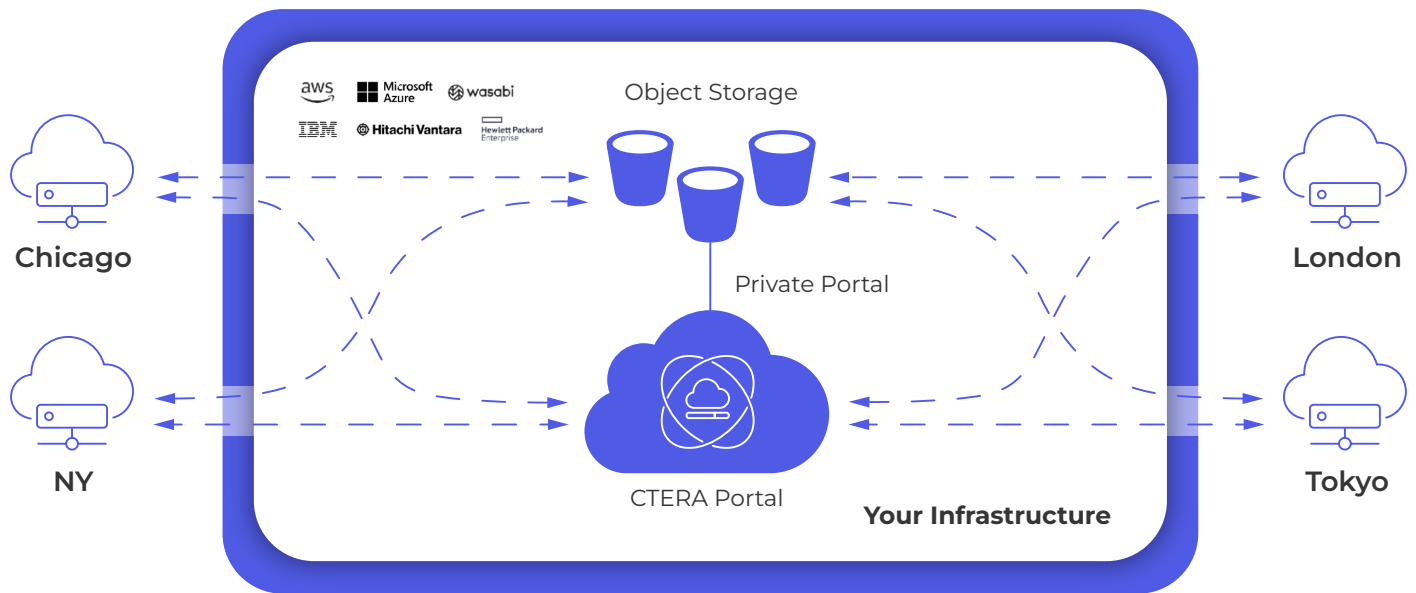 aws
Microsoft
Azure
wasabi
IBM
Hitachi Vantara
Hewlett Packard
Enterprise
Object Storage
Chicago
London
Private Portal
NY
Tokyo
CTERA Portal
Your Infrastructure